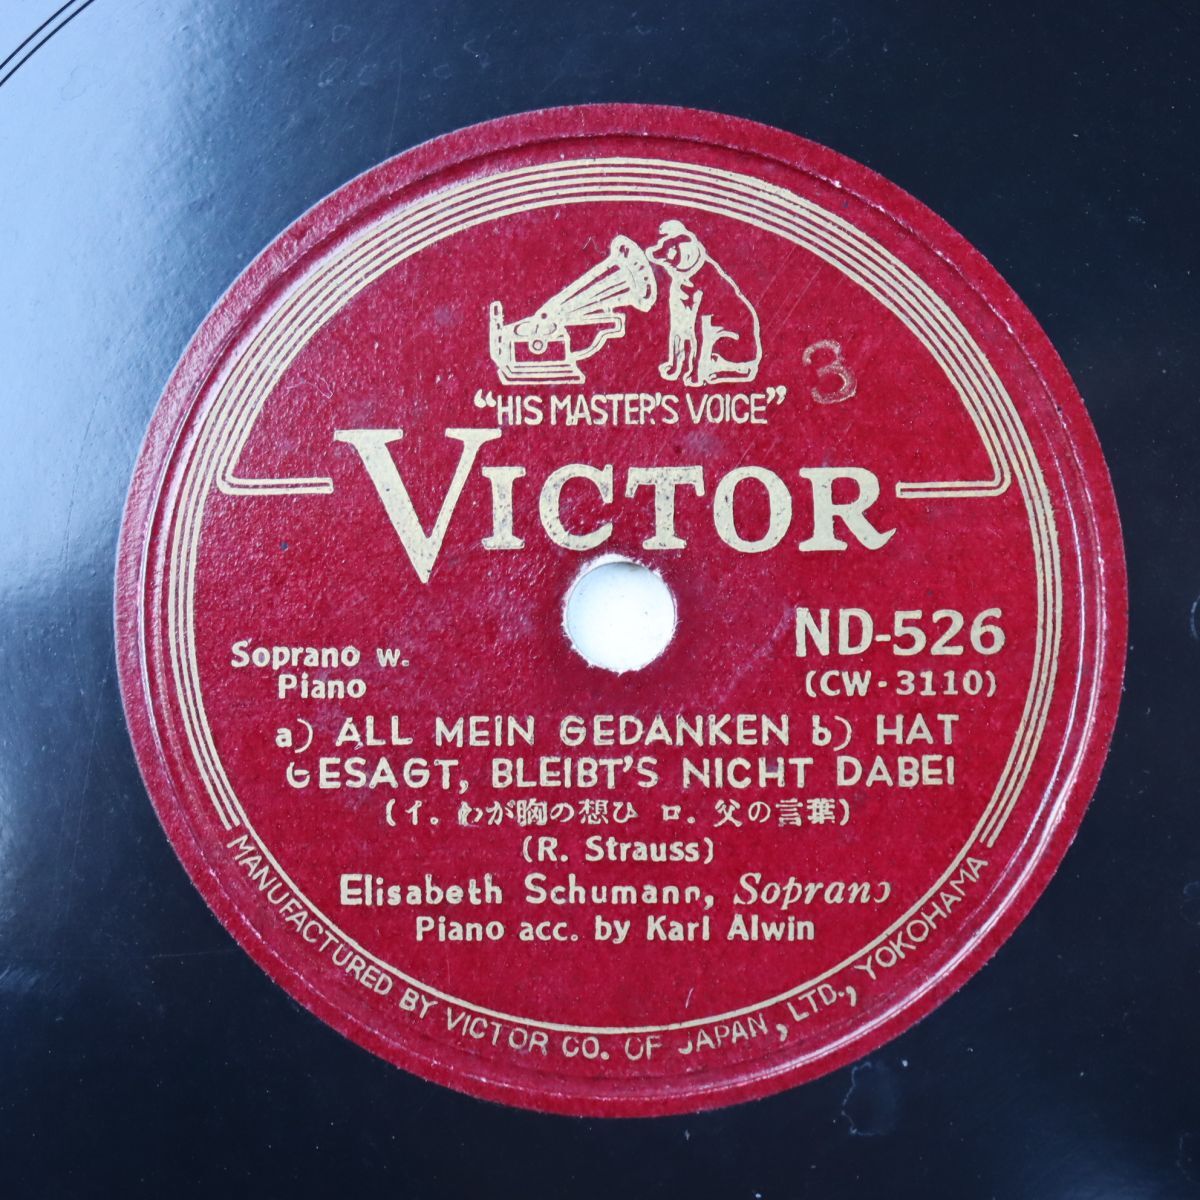 3
“HIS MASTER'S VOICE”
VICTOR
ND-526
(CW-3110)
Soprano w.
Piano
a) ALL MEIN GEDANKEN b) HAT
GESAGT, BLEIBT'S NICHT DABEI
(イ。わが胸の想ひ ロ. 父の言葉)
(R. Strauss)
Elisabeth Schumann, Soprano
Piano acc. by Karl Alwin
MANUFACTURED BY VICTOR CO. OF JAPAN, LTD., YOKOHAMA